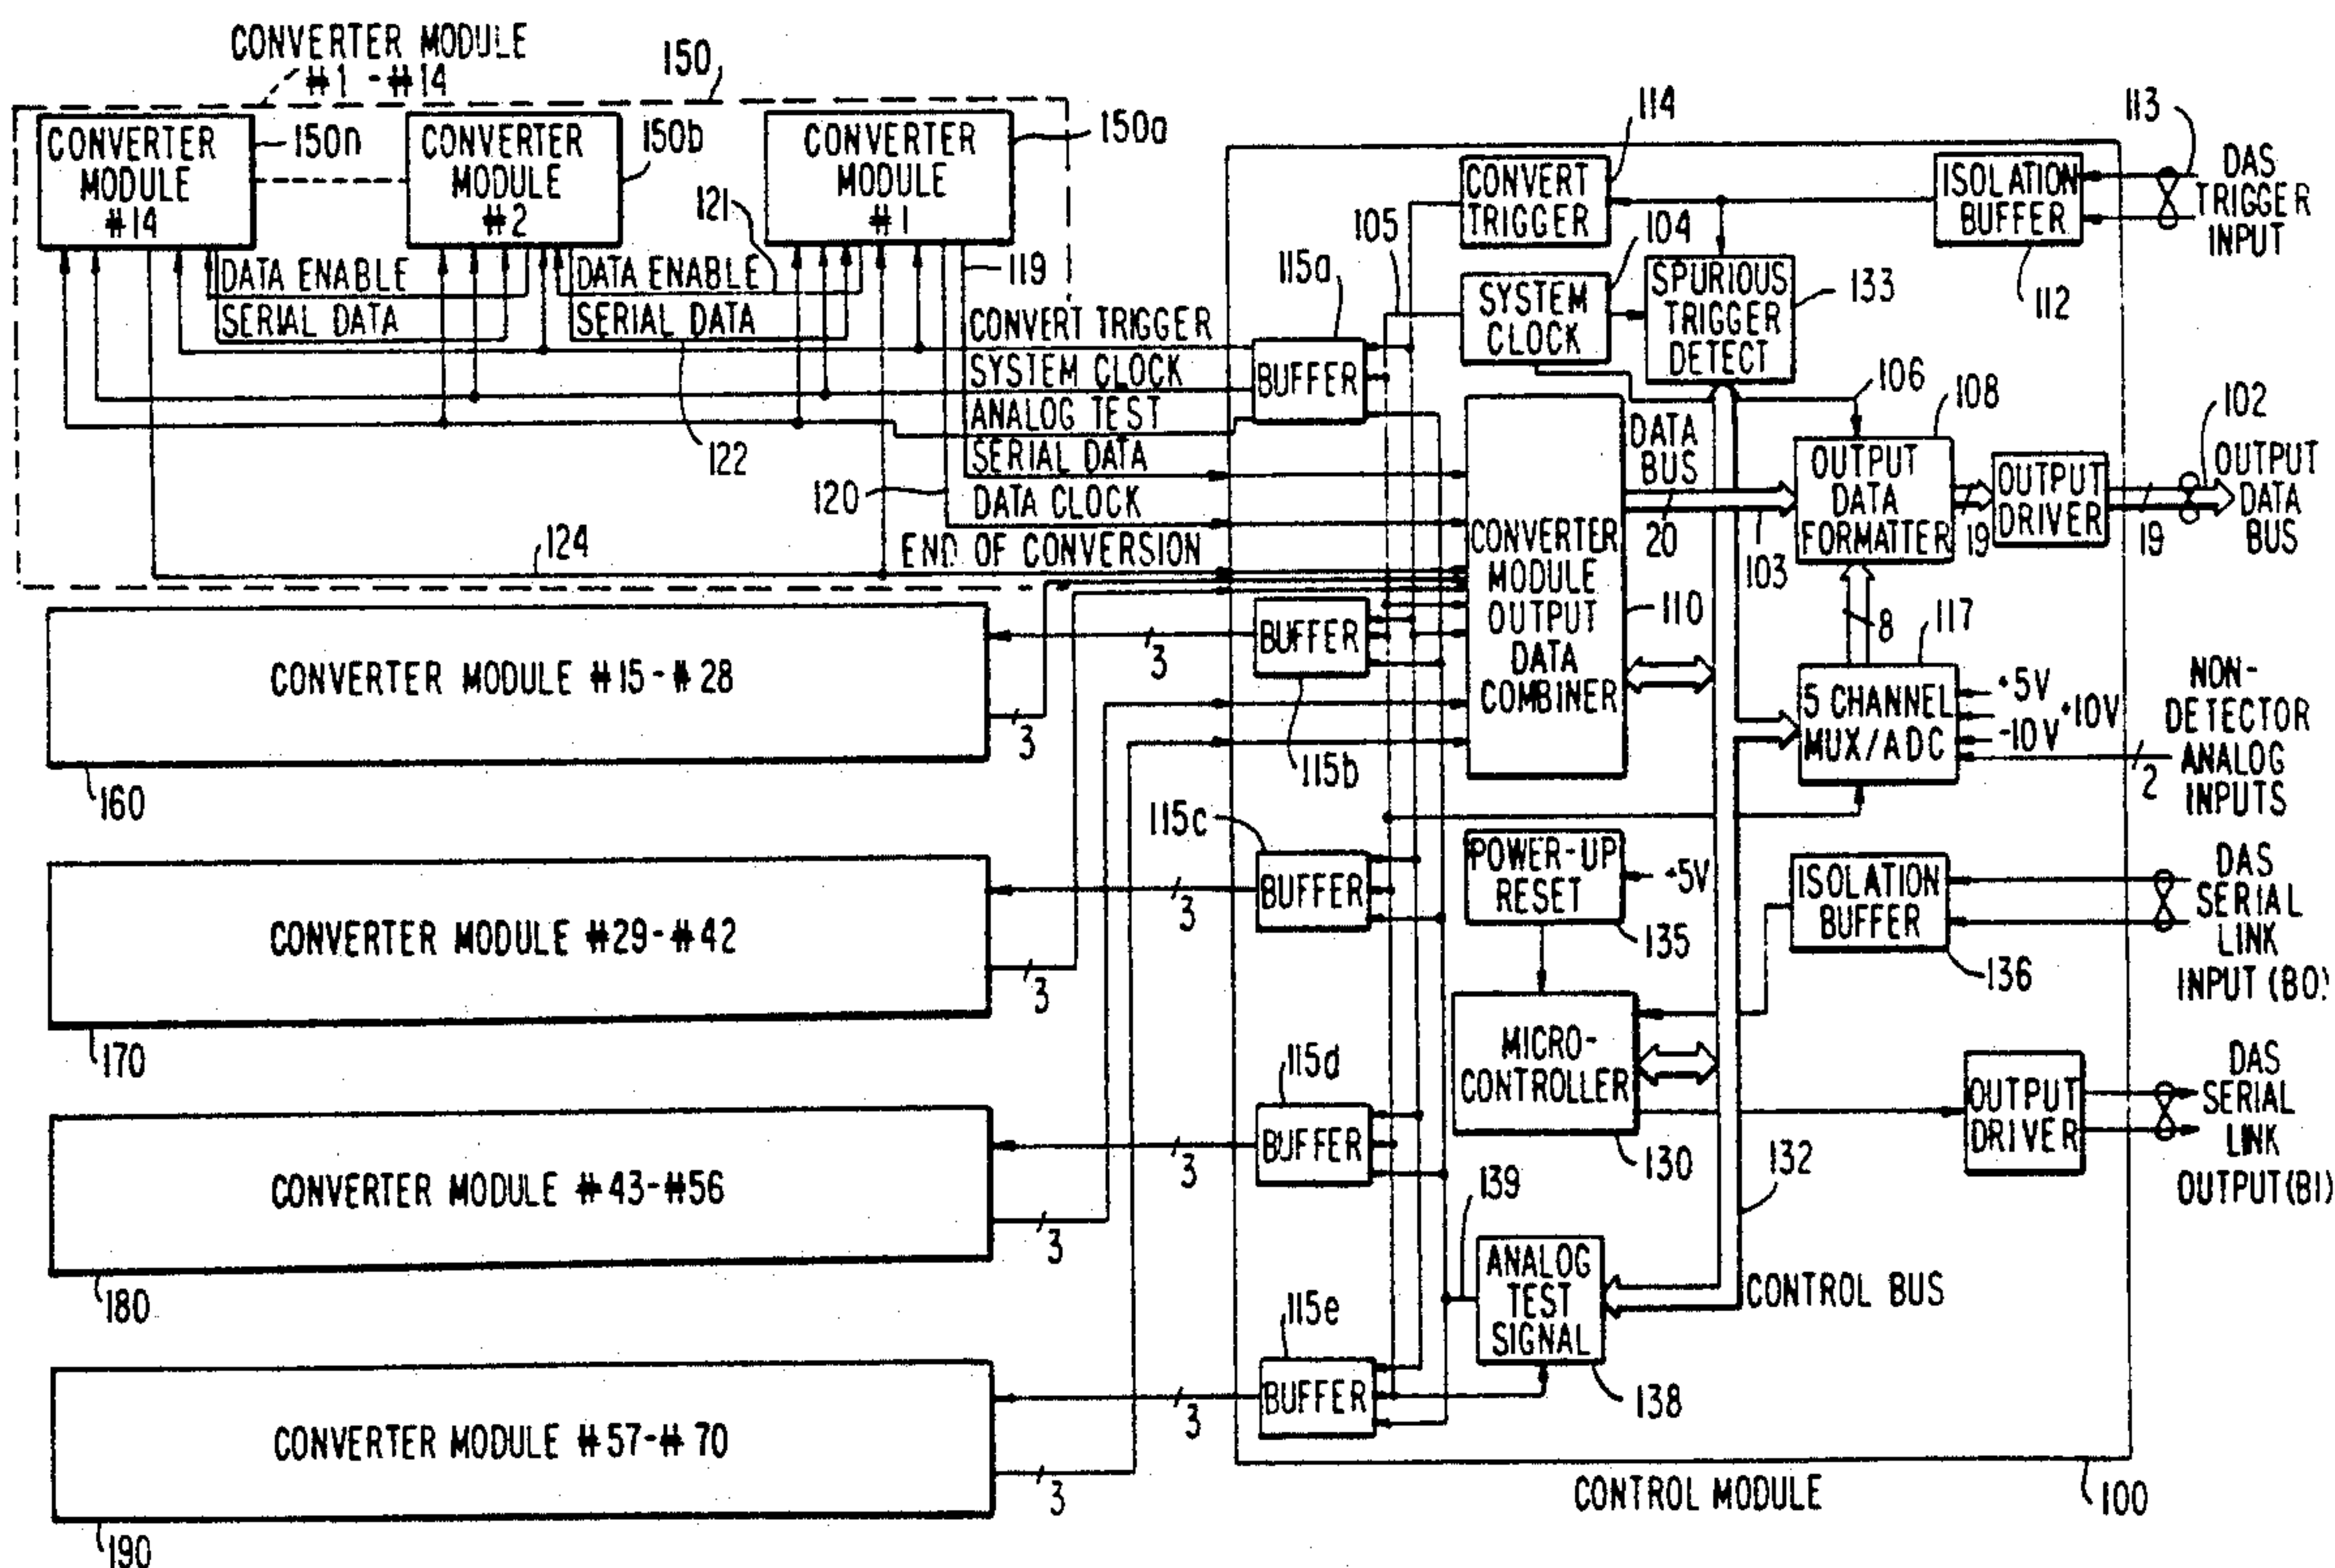 CONVERTER MODULE
#1 - #14
150
CONVERTER
MODULE
#14
150n
CONVERTER
MODULE
#2
150b
CONVERTER
MODULE
#1
150a
121
119
DATA ENABLE
SERIAL DATA
DATA ENABLE
SERIAL DATA
122
CONVERT TRIGGER
SYSTEM CLOCK
ANALOG TEST
SERIAL DATA
120
DATA CLOCK
END OF CONVERSION
124
105
115a
BUFFER
CONVERT
TRIGGER
114
SYSTEM
CLOCK
104
SPURIOUS
TRIGGER
DETECT
133
ISOLATION
BUFFER
112
113
DAS
TRIGGER
INPUT
106
108
DATA
BUS
20
103
OUTPUT
DATA
FORMATTER
19
OUTPUT
DRIVER
19
102
OUTPUT
DATA
BUS
CONVERTER
MODULE
OUTPUT
DATA
COMBINER
110
8
117
5 CHANNEL
MUX/ADC
+5V
+10V
-10V
2
NON-
DETECTOR
ANALOG
INPUTS
CONVERTER MODULE #15-#28
160
3
3
BUFFER
115b
CONVERTER MODULE #29-#42
170
3
3
115c
BUFFER
POWER-UP
RESET
+5V
135
ISOLATION
BUFFER
136
DAS
SERIAL
LINK
INPUT (B0)
MICRO-
CONTROLLER
130
OUTPUT
DRIVER
DAS
SERIAL
LINK
OUTPUT (B1)
CONVERTER MODULE #43-#56
180
3
3
115d
BUFFER
139
132
ANALOG
TEST
SIGNAL
138
CONTROL BUS
CONVERTER MODULE #57-#70
190
3
3
115e
BUFFER
CONTROL MODULE
100